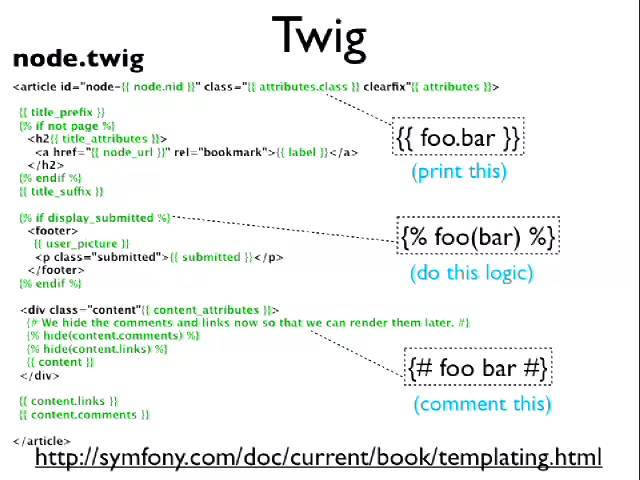 Twig
node.twig
<article id="node-{{ node.nid }}" class="{{ attributes.class }} clearfix"{{ attributes }}>
{{ title_prefix }}
{% if not page %}
<h2{{ title_attributes }}>
<a href="{{ node_url }}" rel="bookmark">{{ label }}</a>
</h2>
{% endif %}
{{ title_suffix }}
{% if display_submitted %}
<footer>
{{ user_picture }}
<p class="submitted">{{ submitted }}</p>
</footer>
{% endif %}
<div class="content"{{ content_attributes }}>
{# We hide the comments and links now so that we can render them later. #}
{% hide(content.comments) %}
{% hide(content.links) %}
{{ content }}
</div>
{{ content.links }}
{{ content.comments }}
</article>
{{ foo.bar }}
(print this)
{% foo(bar) %}
(do this logic)
{# foo bar #}
(comment this)
http://symfony.com/doc/current/book/templating.html